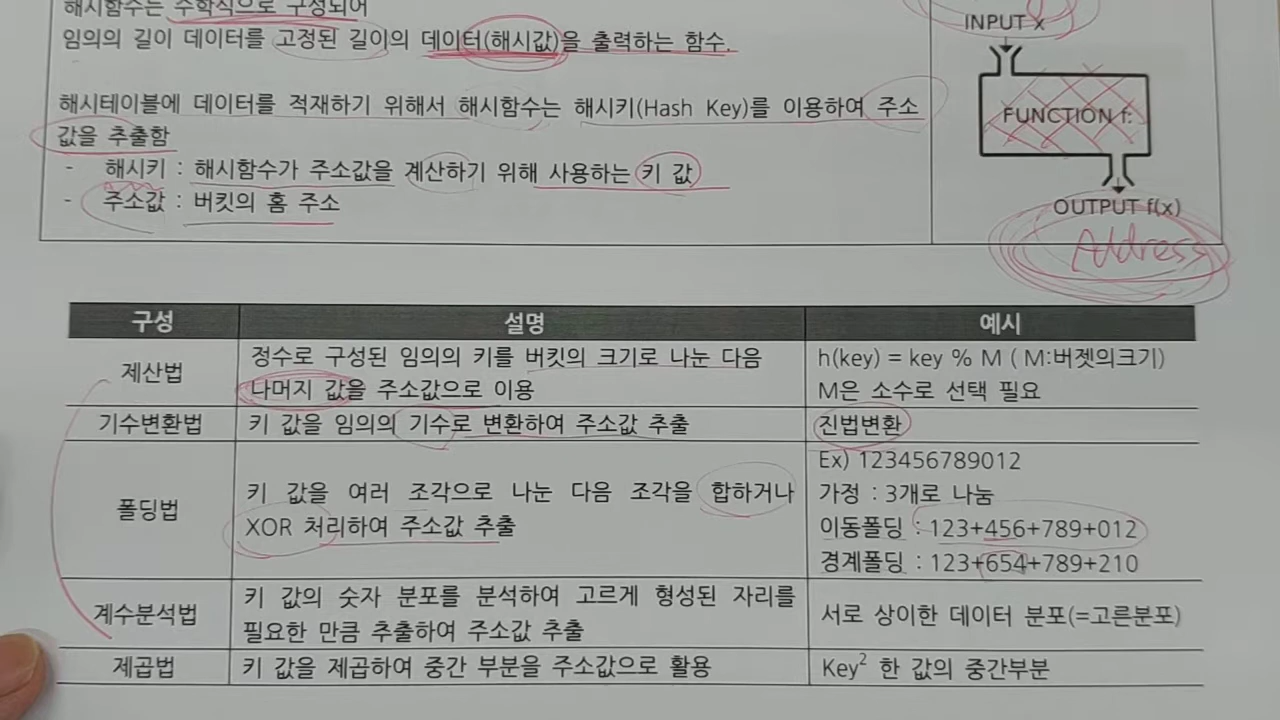 해시함수는 수학식으로 구성되어
임의의 길이 데이터를 고정된 길이의 데이터(해시값)을 출력하는 함수.
해시테이블에 데이터를 적재하기 위해서 해시함수는 해시키(Hash Key)를 이용하여 주소
값을 추출함
- 해시키 : 해시함수가 주소값을 계산하기 위해 사용하는 키 값
- 주소값 : 버킷의 홈 주소
INPUT x
FUNCTION f:
OUTPUT f(x)
Address
구성 설명 예시
제산법
정수로 구성된 임의의 키를 버킷의 크기로 나눈 다음
나머지 값을 주소값으로 이용
h(key) = key % M ( M:버젯의크기)
M은 소수로 선택 필요
기수변환법 키 값을 임의의 기수로 변환하여 주소값 추출 진법변환
폴딩법
키 값을 여러 조각으로 나눈 다음 조각을 합하거나
XOR 처리하여 주소값 추출
Ex) 123456789012
가정 : 3개로 나눔
이동폴딩 : 123+456+789+012
경계폴딩 : 123+654+789+210
계수분석법
키 값의 숫자 분포를 분석하여 고르게 형성된 자리를
필요한 만큼 추출하여 주소값 추출
서로 상이한 데이터 분포(=고른분포)
제곱법 키 값을 제곱하여 중간 부분을 주소값으로 활용 Key² 한 값의 중간부분